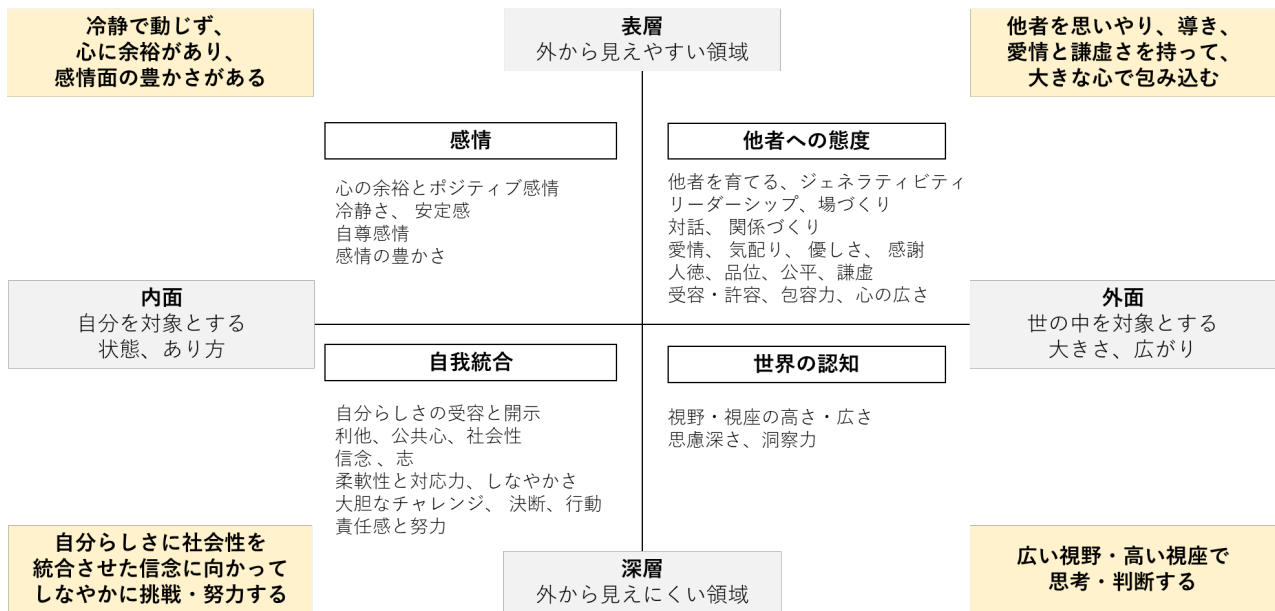 冷静で動じず、
心に余裕があり、
感情面の豊かさがある
表層
外から見えやすい領域
他者を思いやり、導き、
愛情と謙虚さを持って、
大きな心で包み込む
感情
心の余裕とポジティブ感情
冷静さ、 安定感
自尊感情
感情の豊かさ
他者への態度
他者を育てる、ジェネラティビティ
リーダーシップ、場づくり
対話、 関係づくり
愛情、 気配り、 優しさ、 感謝
人徳、品位、公平、謙虚
受容・許容、包容力、心の広さ
内面
自分を対象とする
状態、あり方
外面
世の中を対象とする
大きさ、広がり
自我統合
自分らしさの受容と開示
利他、公共心、社会性
信念 、志
柔軟性と対応力、しなやかさ
大胆なチャレンジ、 決断、行動
責任感と努力
世界の認知
視野・視座の高さ・広さ
思慮深さ、洞察力
自分らしさに社会性を
統合させた信念に向かって
しなやかに挑戦・努力する
深層
外から見えにくい領域
広い視野・高い視座で
思考・判断する